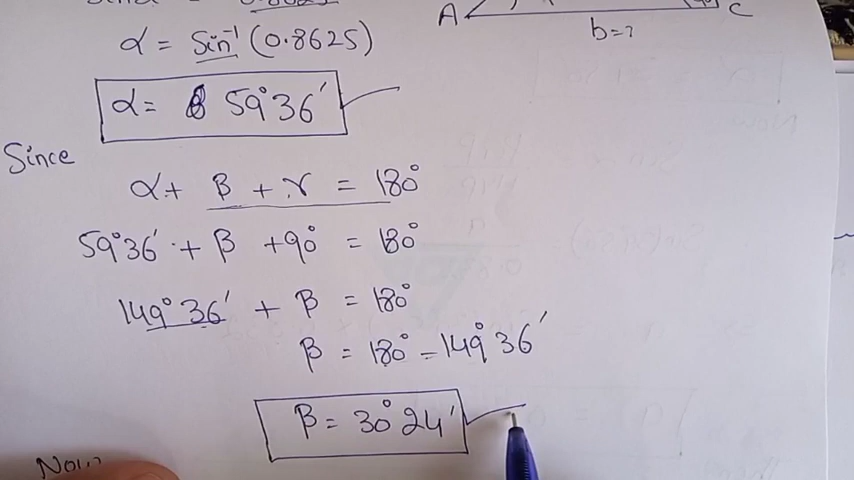 A C
b=?
α = Sin⁻¹ (0.8625)
α = 59°36′
Since
α + β + γ = 180°
59°36′ + β + 90° = 180°
149°36′ + β = 180°
β = 180° - 149°36′
β = 30°24′
Now